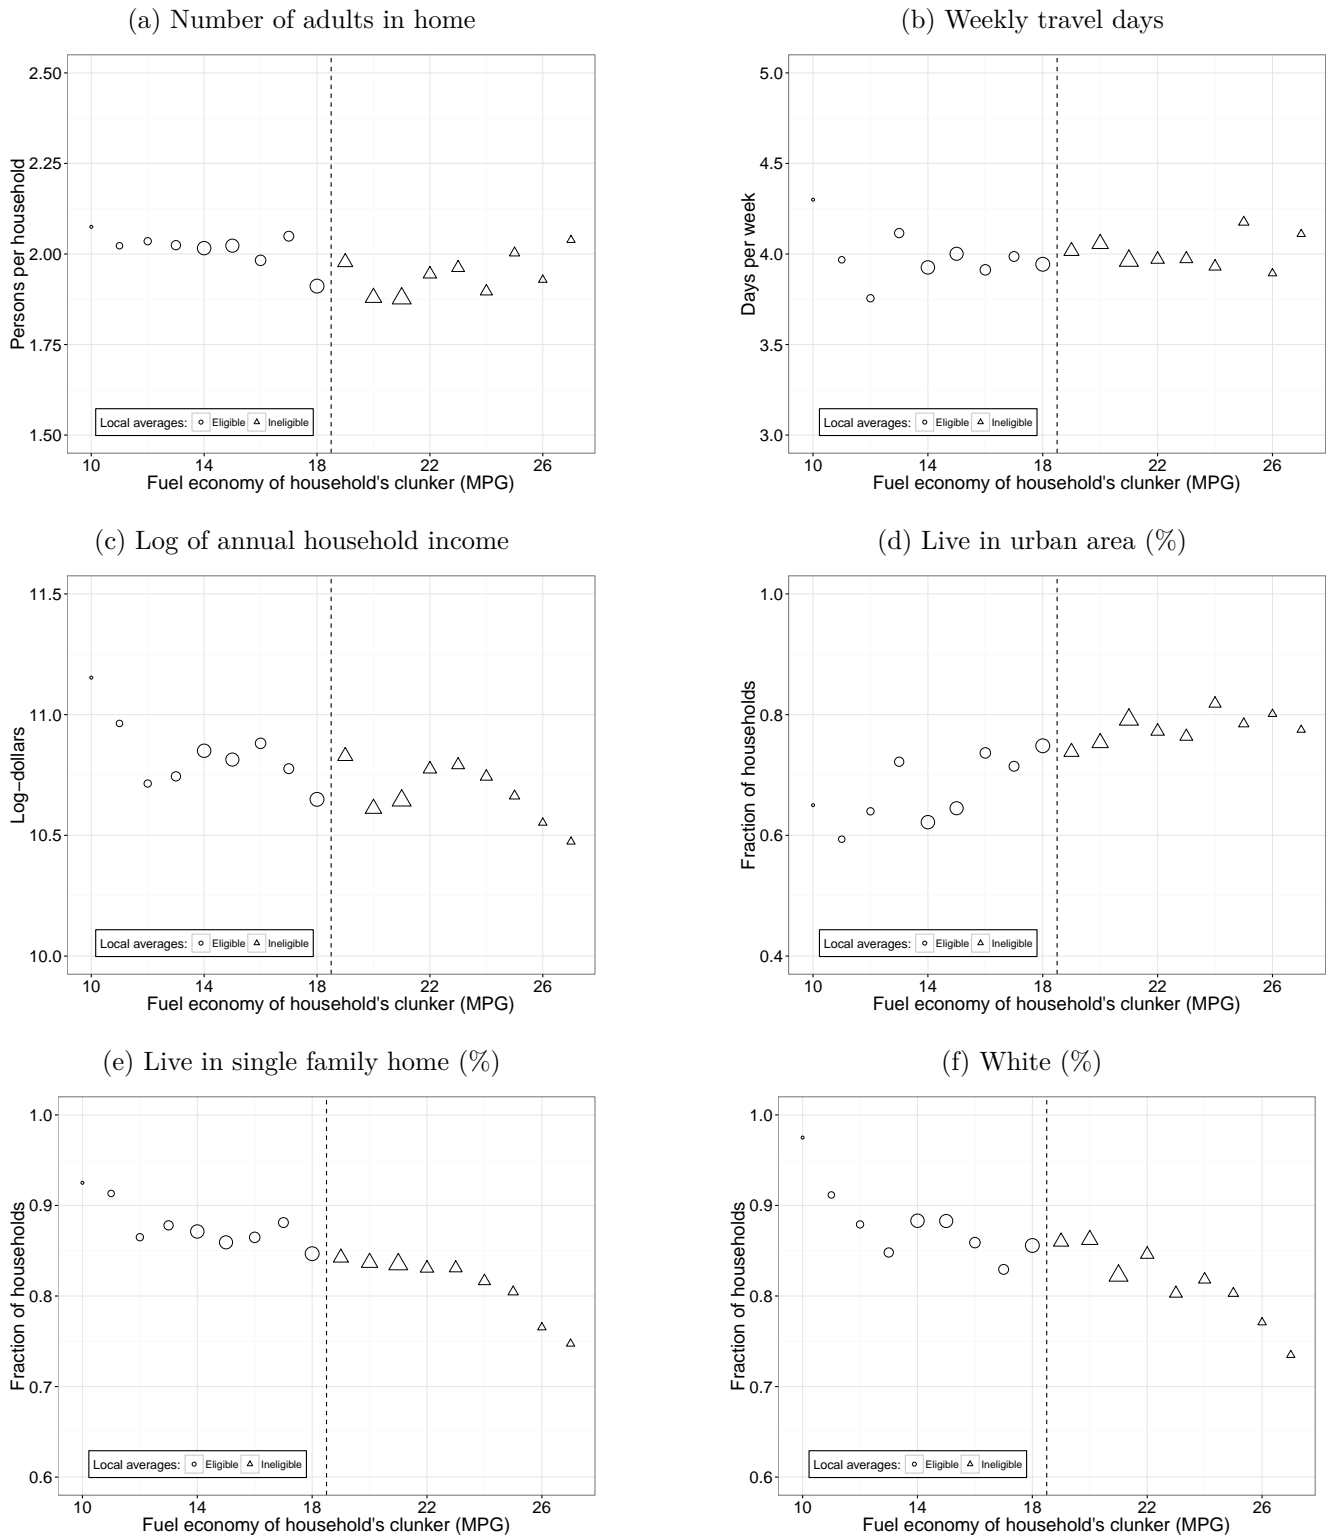 (a) Number of adults in home
Persons per household
2.50
2.25
2.00
1.75
1.50
Local averages: Eligible Ineligible
10 14 18 22 26
Fuel economy of household's clunker (MPG)
(b) Weekly travel days
Days per week
5.0
4.5
4.0
3.5
3.0
Local averages: Eligible Ineligible
10 14 18 22 26
Fuel economy of household's clunker (MPG)
(c) Log of annual household income
Log−dollars
11.5
11.0
10.5
10.0
Local averages: Eligible Ineligible
10 14 18 22 26
Fuel economy of household's clunker (MPG)
(d) Live in urban area (%)
Fraction of households
1.0
0.8
0.6
0.4
Local averages: Eligible Ineligible
10 14 18 22 26
Fuel economy of household's clunker (MPG)
(e) Live in single family home (%)
Fraction of households
1.0
0.9
0.8
0.7
0.6
Local averages: Eligible Ineligible
10 14 18 22 26
Fuel economy of household's clunker (MPG)
(f) White (%)
Fraction of households
1.0
0.9
0.8
0.7
0.6
Local averages: Eligible Ineligible
10 14 18 22 26
Fuel economy of household's clunker (MPG)